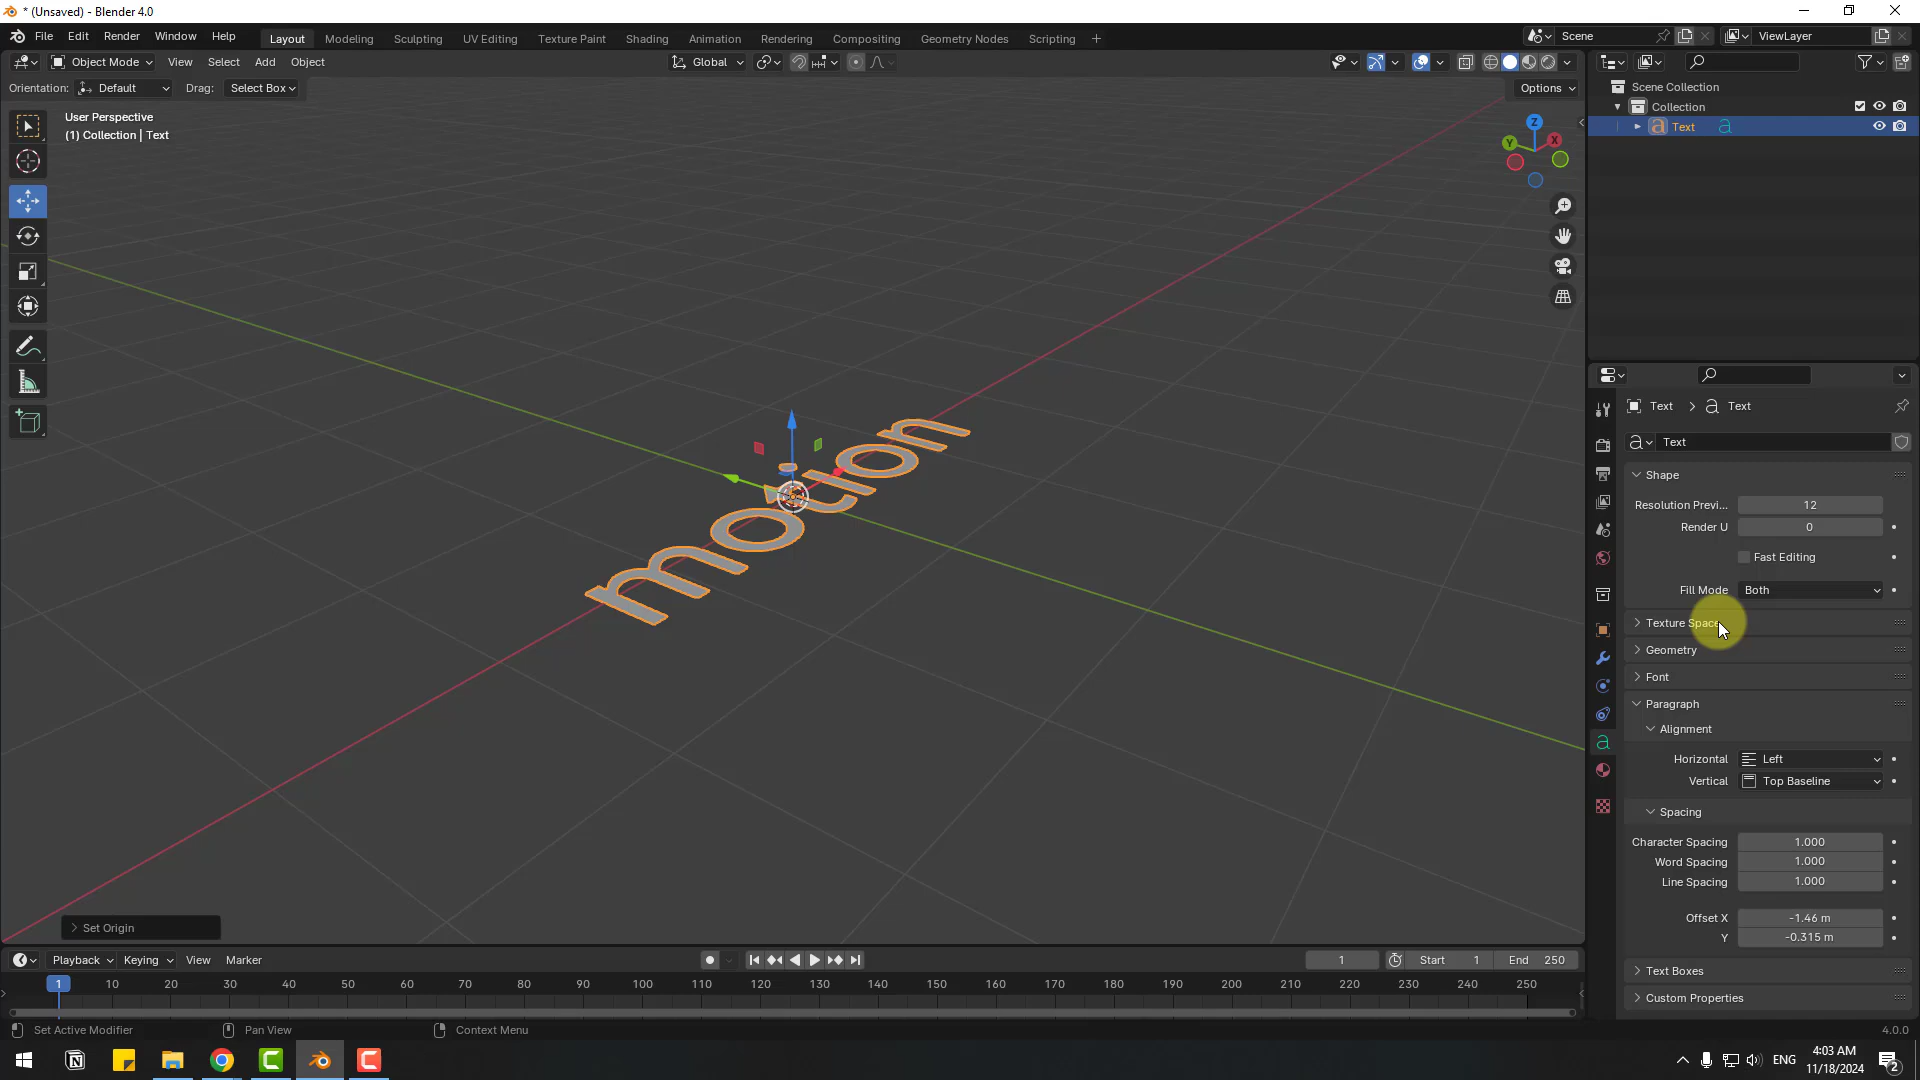 * (Unsaved) - Blender 4.0
File Edit Render Window Help
Layout Modeling Sculpting UV Editing Texture Paint Shading Animation Rendering Compositing Geometry Nodes Scripting +
Scene
ViewLayer
Object Mode View Select Add Object
Global
Orientation: Default Drag: Select Box
Options
User Perspective
(1) Collection | Text
Z
Y
X
Scene Collection
Collection
Text
Text > Text
Text
Shape
Resolution Previ... 12
Render U 0
Fast Editing
Fill Mode Both
Texture Space
Geometry
Font
Paragraph
Alignment
Horizontal Left
Vertical Top Baseline
Spacing
Character Spacing 1.000
Word Spacing 1.000
Line Spacing 1.000
Offset X -1.46 m
Y -0.315 m
Text Boxes
Custom Properties
motion
Set Origin
Playback Keying View Marker
1 Start 1 End 250
1 10 20 30 40 50 60 70 80 90 100 110 120 130 140 150 160 170 180 190 200 210 220 230 240 250
Set Active Modifier Pan View Context Menu
4.0.0
ENG
4:03 AM
11/18/2024
2